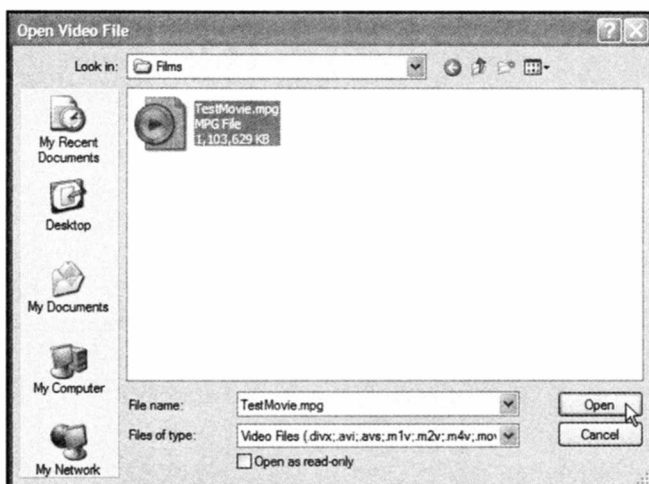 Open Video File
Look in: Films
My Recent
Documents
Desktop
My Documents
My Computer
My Network
TestMovie.mpg
MPG File
1,103,629 KB
File name: TestMovie.mpg Open
Files of type: Video Files (.divx;.avi;.avs;.m1v;.m2v;.m4v;.mov Cancel
Open as read-only